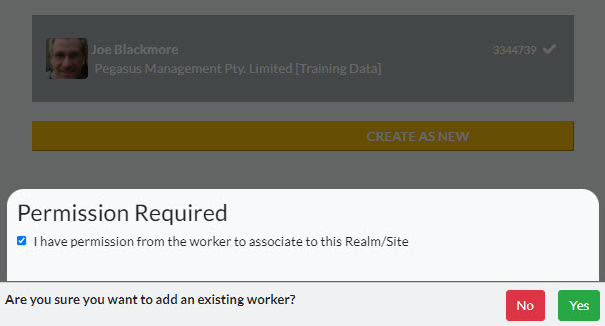 Joe Blackmore 3344739
Pegasus Management Pty. Limited [Training Data]
CREATE AS NEW
Permission Required
I have permission from the worker to associate to this Realm/Site
Are you sure you want to add an existing worker? No Yes